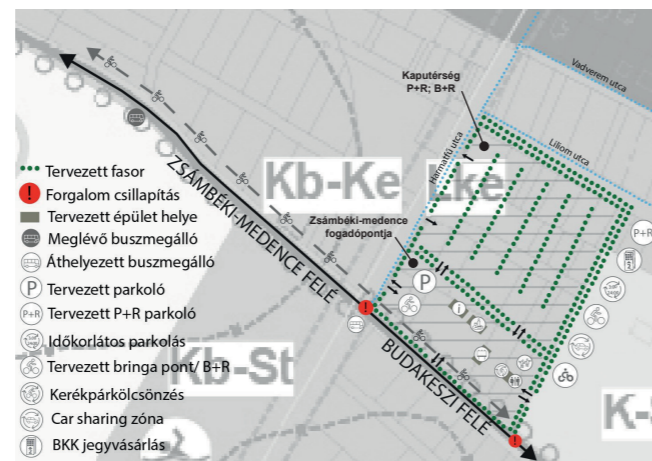 Vadverem utca
Kaputérség
P+R; B+R
Liliom utca
Harmatfű utca
Kb-Ke
Lke
Zsámbéki-medence
fogadópontja
ZSÁMBÉKI-MEDENCE FELÉ
BUDAKESZI FELÉ
Kb-St
K-S
P
P+R
Tervezett fasor
! Forgalom csillapítás
Tervezett épület helye
Meglévő buszmegálló
Áthelyezett buszmegálló
P Tervezett parkoló
P+R Tervezett P+R parkoló
Időkorlátos parkolás
Tervezett bringa pont/ B+R
Kerékpárkölcsönzés
Car sharing zóna
BKK jegyvásárlás